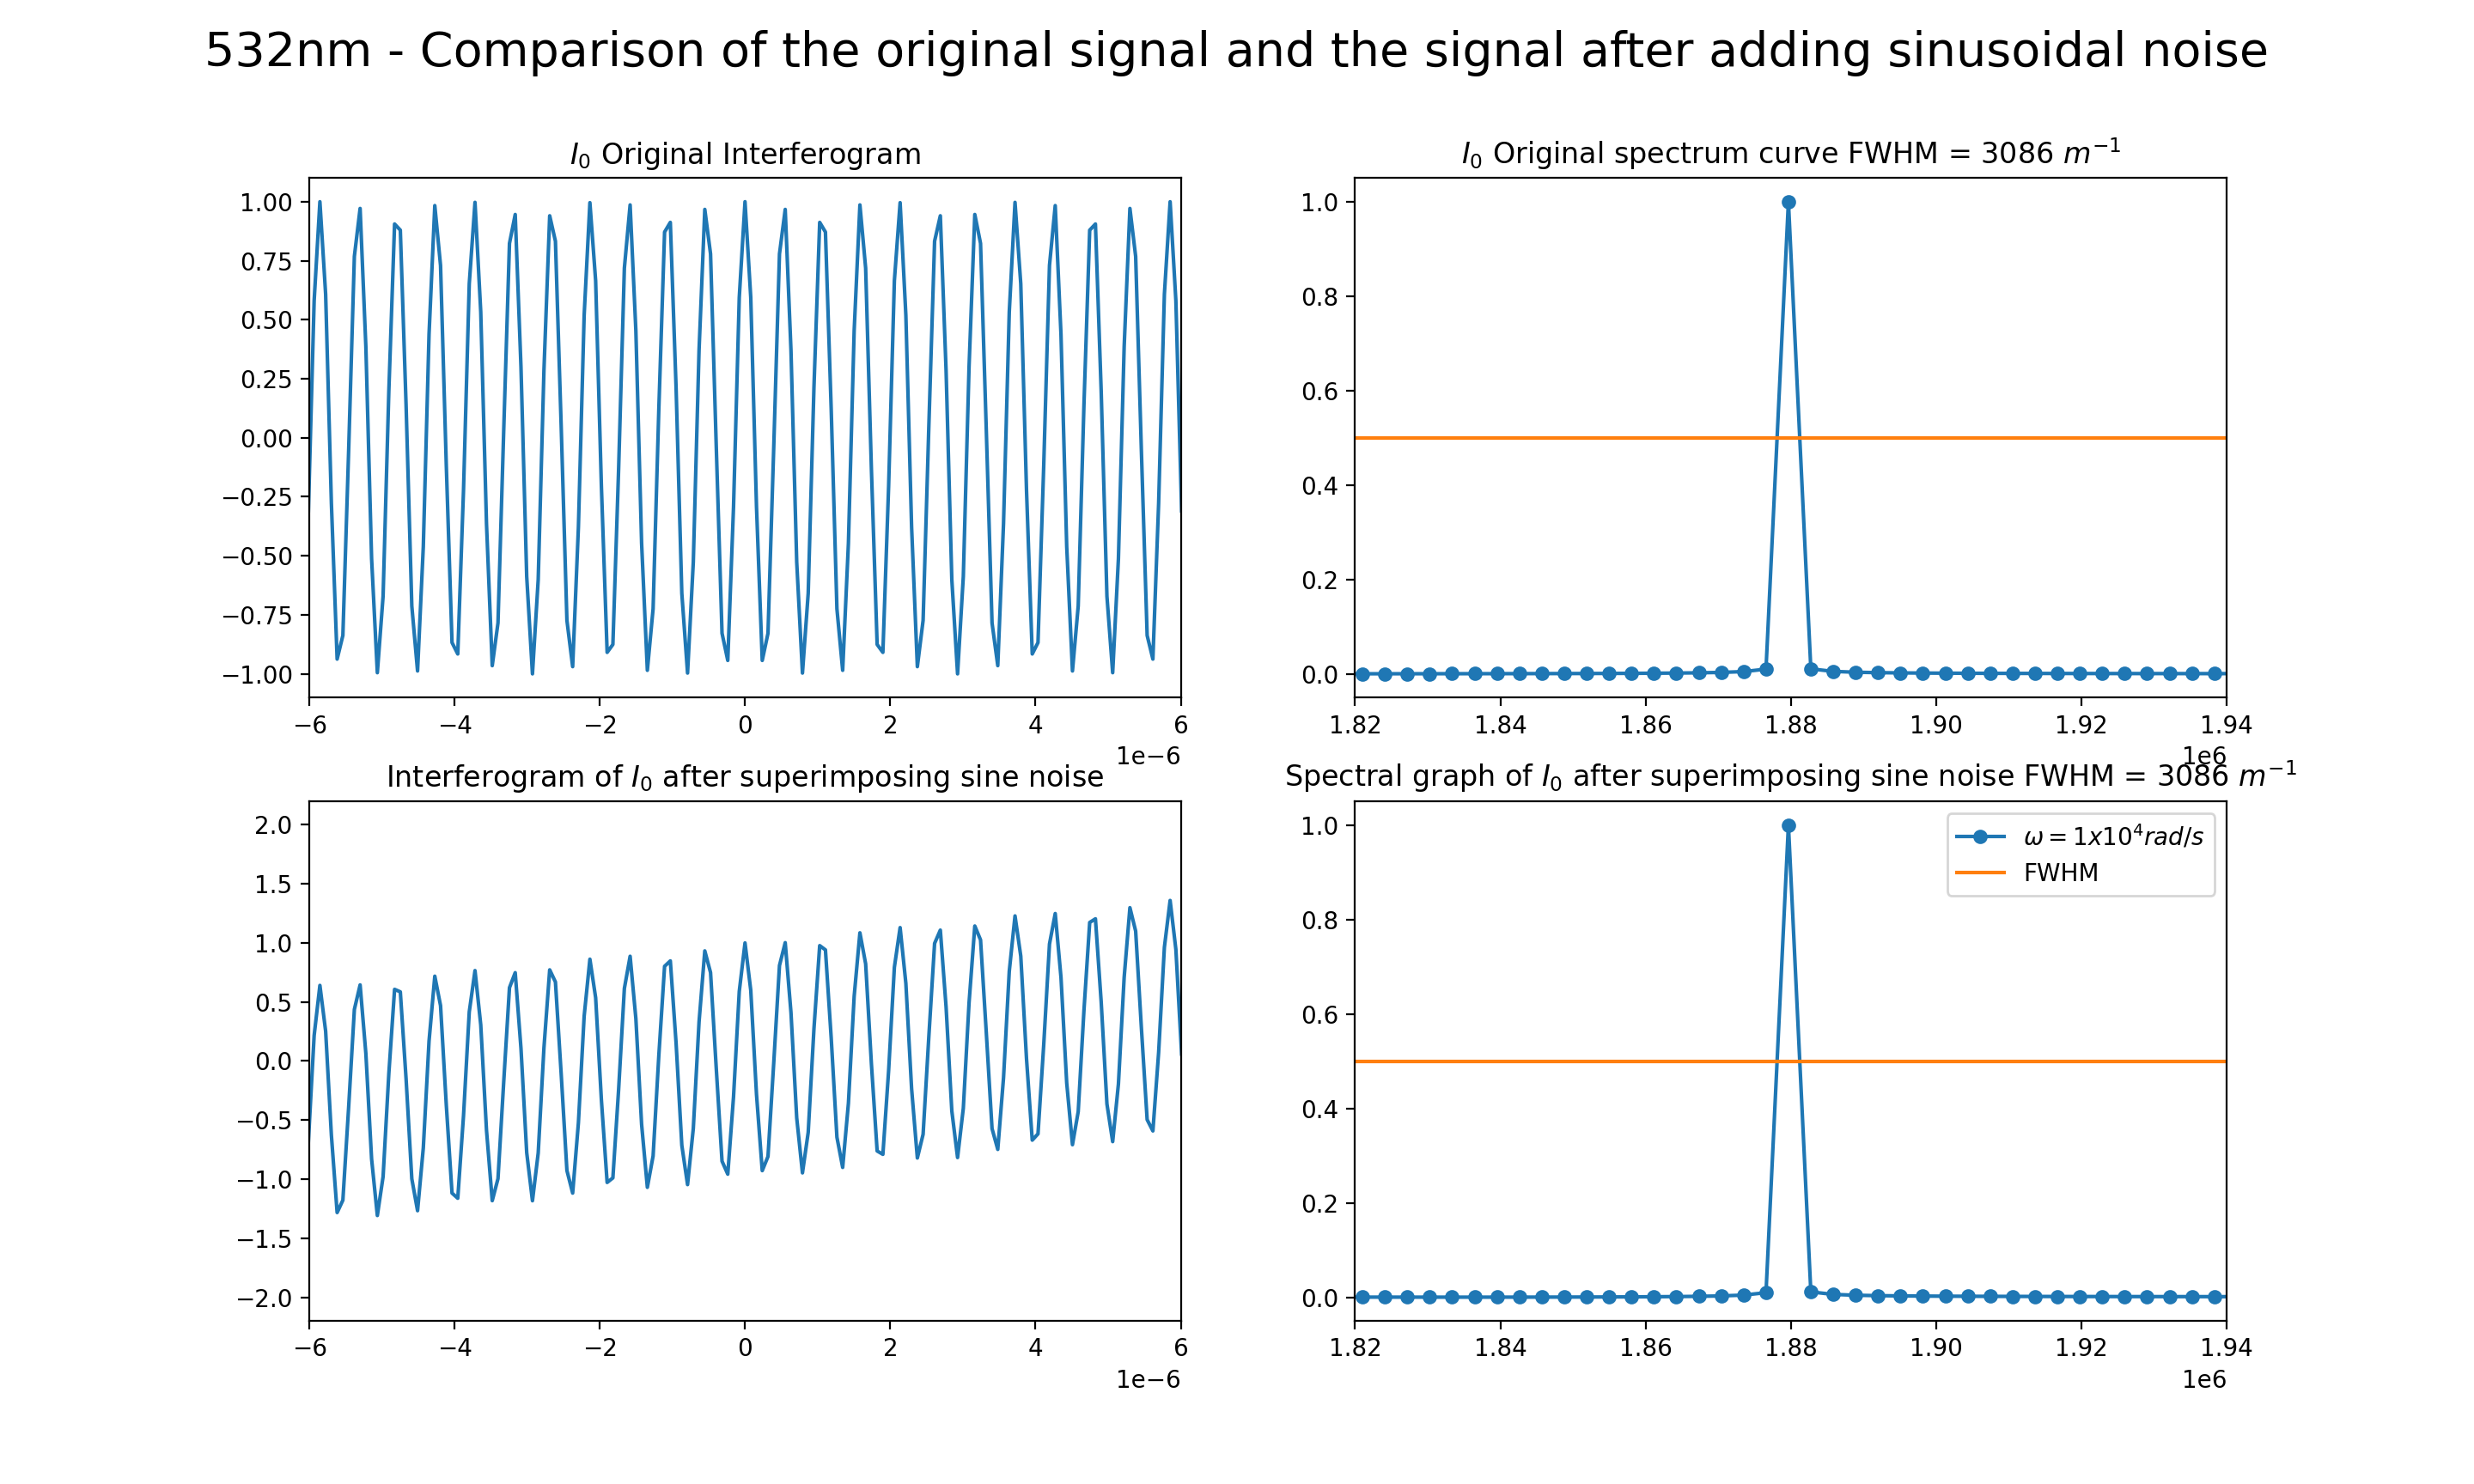 532nm - Comparison of the original signal and the signal after adding sinusoidal noise
I₀ Original Interferogram
1.00
0.75
0.50
0.25
0.00
−0.25
−0.50
−0.75
−1.00
−6 −4 −2 0 2 4 6
1e−6
I₀ Original spectrum curve FWHM = 3086 m⁻¹
1.0
0.8
0.6
0.4
0.2
0.0
1.82 1.84 1.86 1.88 1.90 1.92 1.94
1e6
Interferogram of I₀ after superimposing sine noise
2.0
1.5
1.0
0.5
0.0
−0.5
−1.0
−1.5
−2.0
−6 −4 −2 0 2 4 6
1e−6
Spectral graph of I₀ after superimposing sine noise FWHM = 3086 m⁻¹
ω = 1x10⁴rad/s
FWHM
1.0
0.8
0.6
0.4
0.2
0.0
1.82 1.84 1.86 1.88 1.90 1.92 1.94
1e6